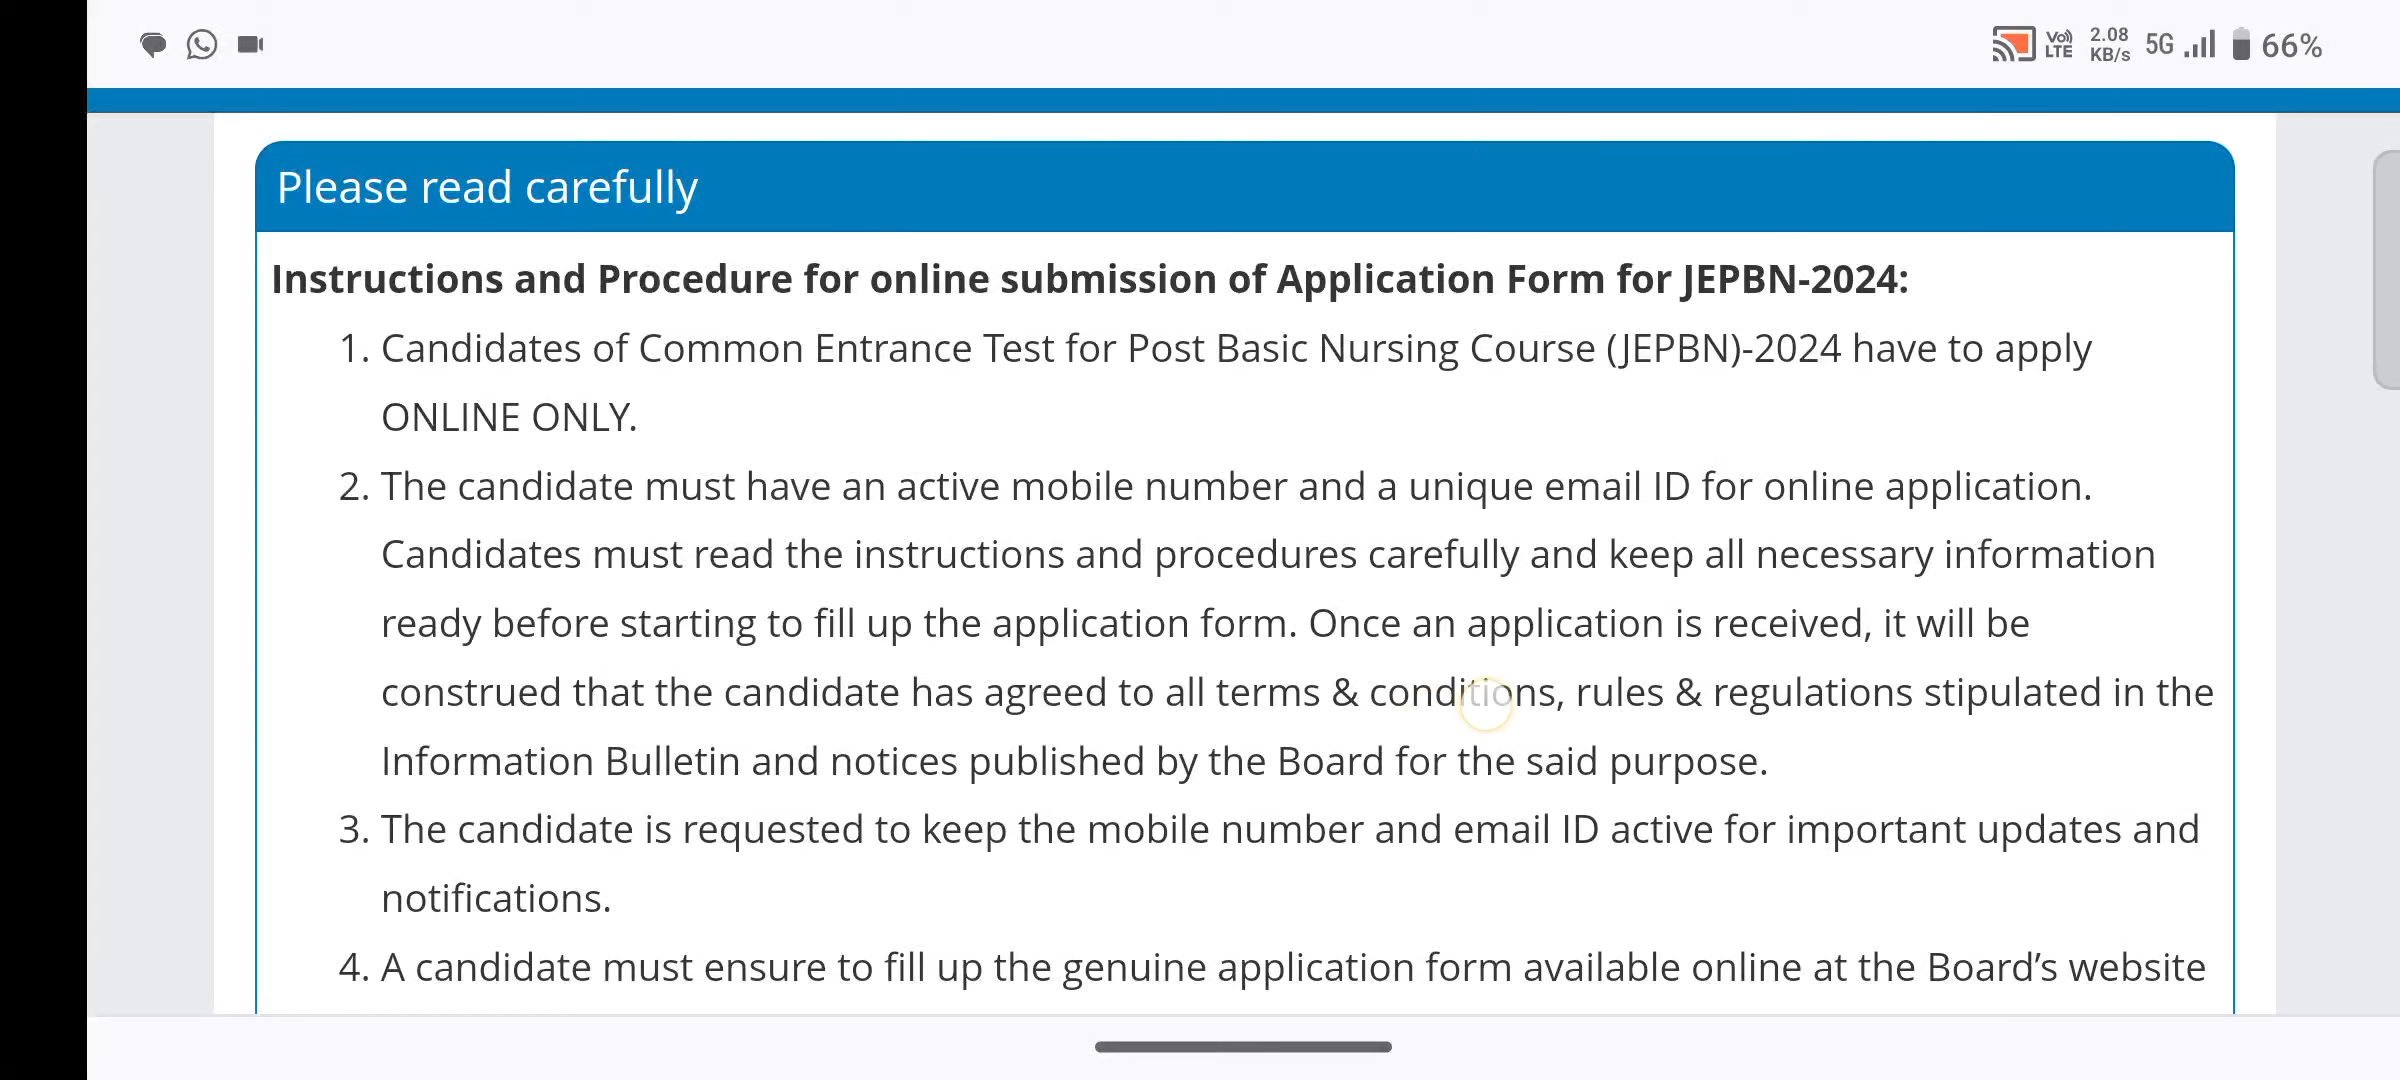 Vo)) LTE 2.08 KB/s 5G 66%
Please read carefully
Instructions and Procedure for online submission of Application Form for JEPBN-2024:
1. Candidates of Common Entrance Test for Post Basic Nursing Course (JEPBN)-2024 have to apply
ONLINE ONLY.
2. The candidate must have an active mobile number and a unique email ID for online application.
Candidates must read the instructions and procedures carefully and keep all necessary information
ready before starting to fill up the application form. Once an application is received, it will be
construed that the candidate has agreed to all terms & conditions, rules & regulations stipulated in the
Information Bulletin and notices published by the Board for the said purpose.
3. The candidate is requested to keep the mobile number and email ID active for important updates and
notifications.
4. A candidate must ensure to fill up the genuine application form available online at the Board’s website